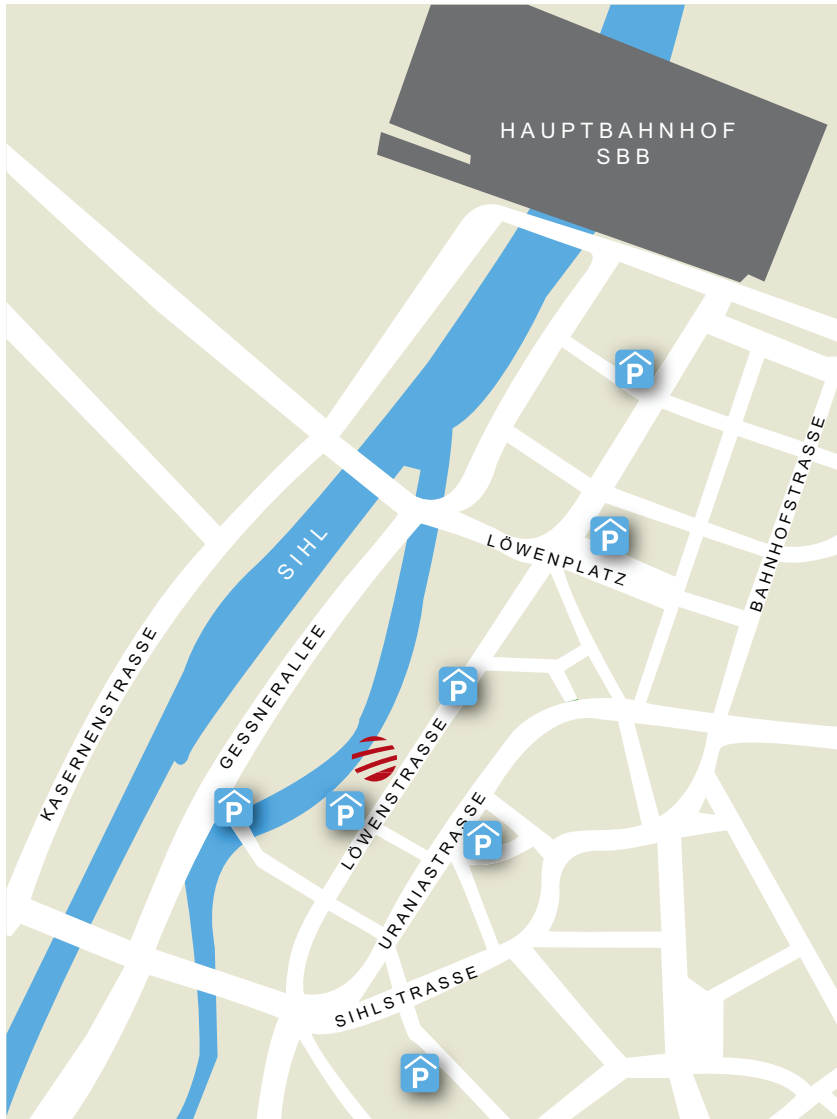 HAUPTBAHNHOF
SBB
P
BAHNHOFSTRASSE
P
LÖWENPLATZ
SIHL
KASERNENSTRASSE
GESSNERALLEE
P
LÖWENSTRASSE
P
P
URANIASTRASSE
P
SIHLSTRASSE
P